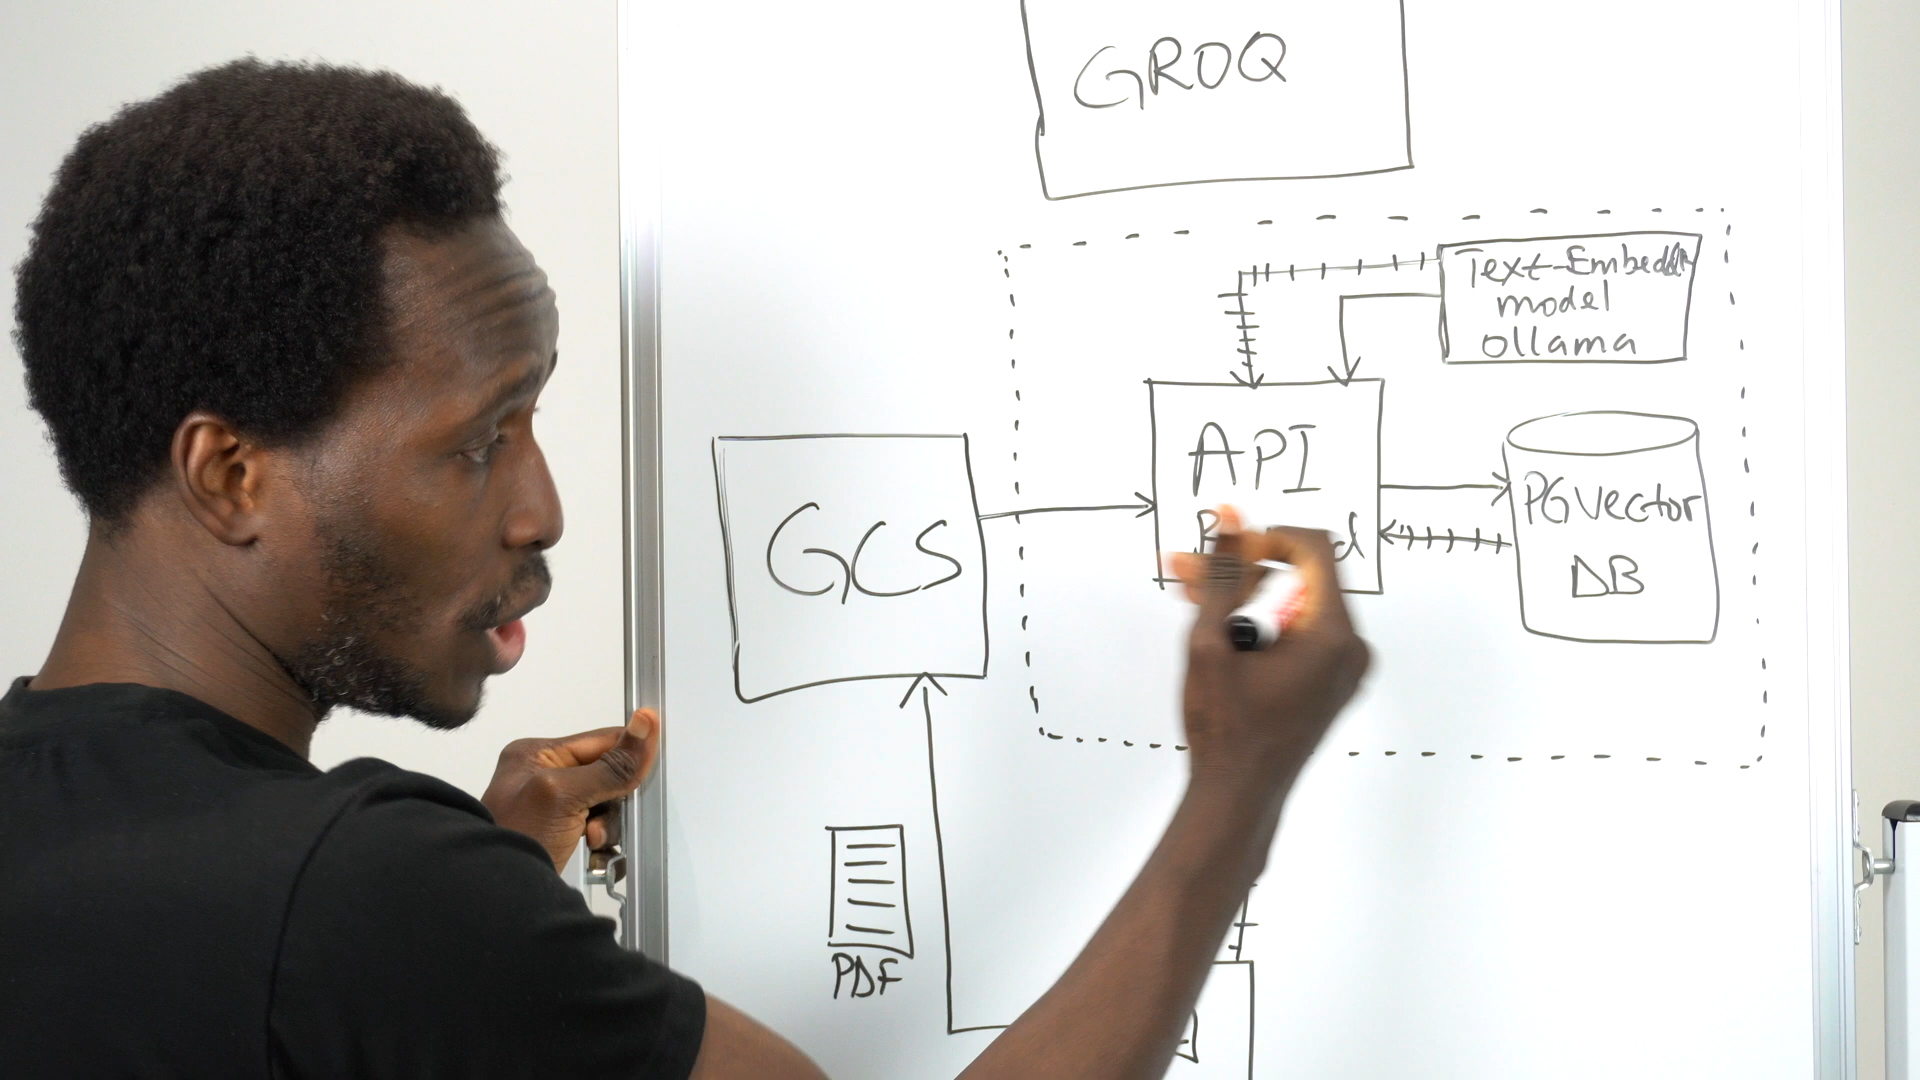 GROQ
Text-Embedd
model
ollama
API
GCS
PGVector
DB
PDF